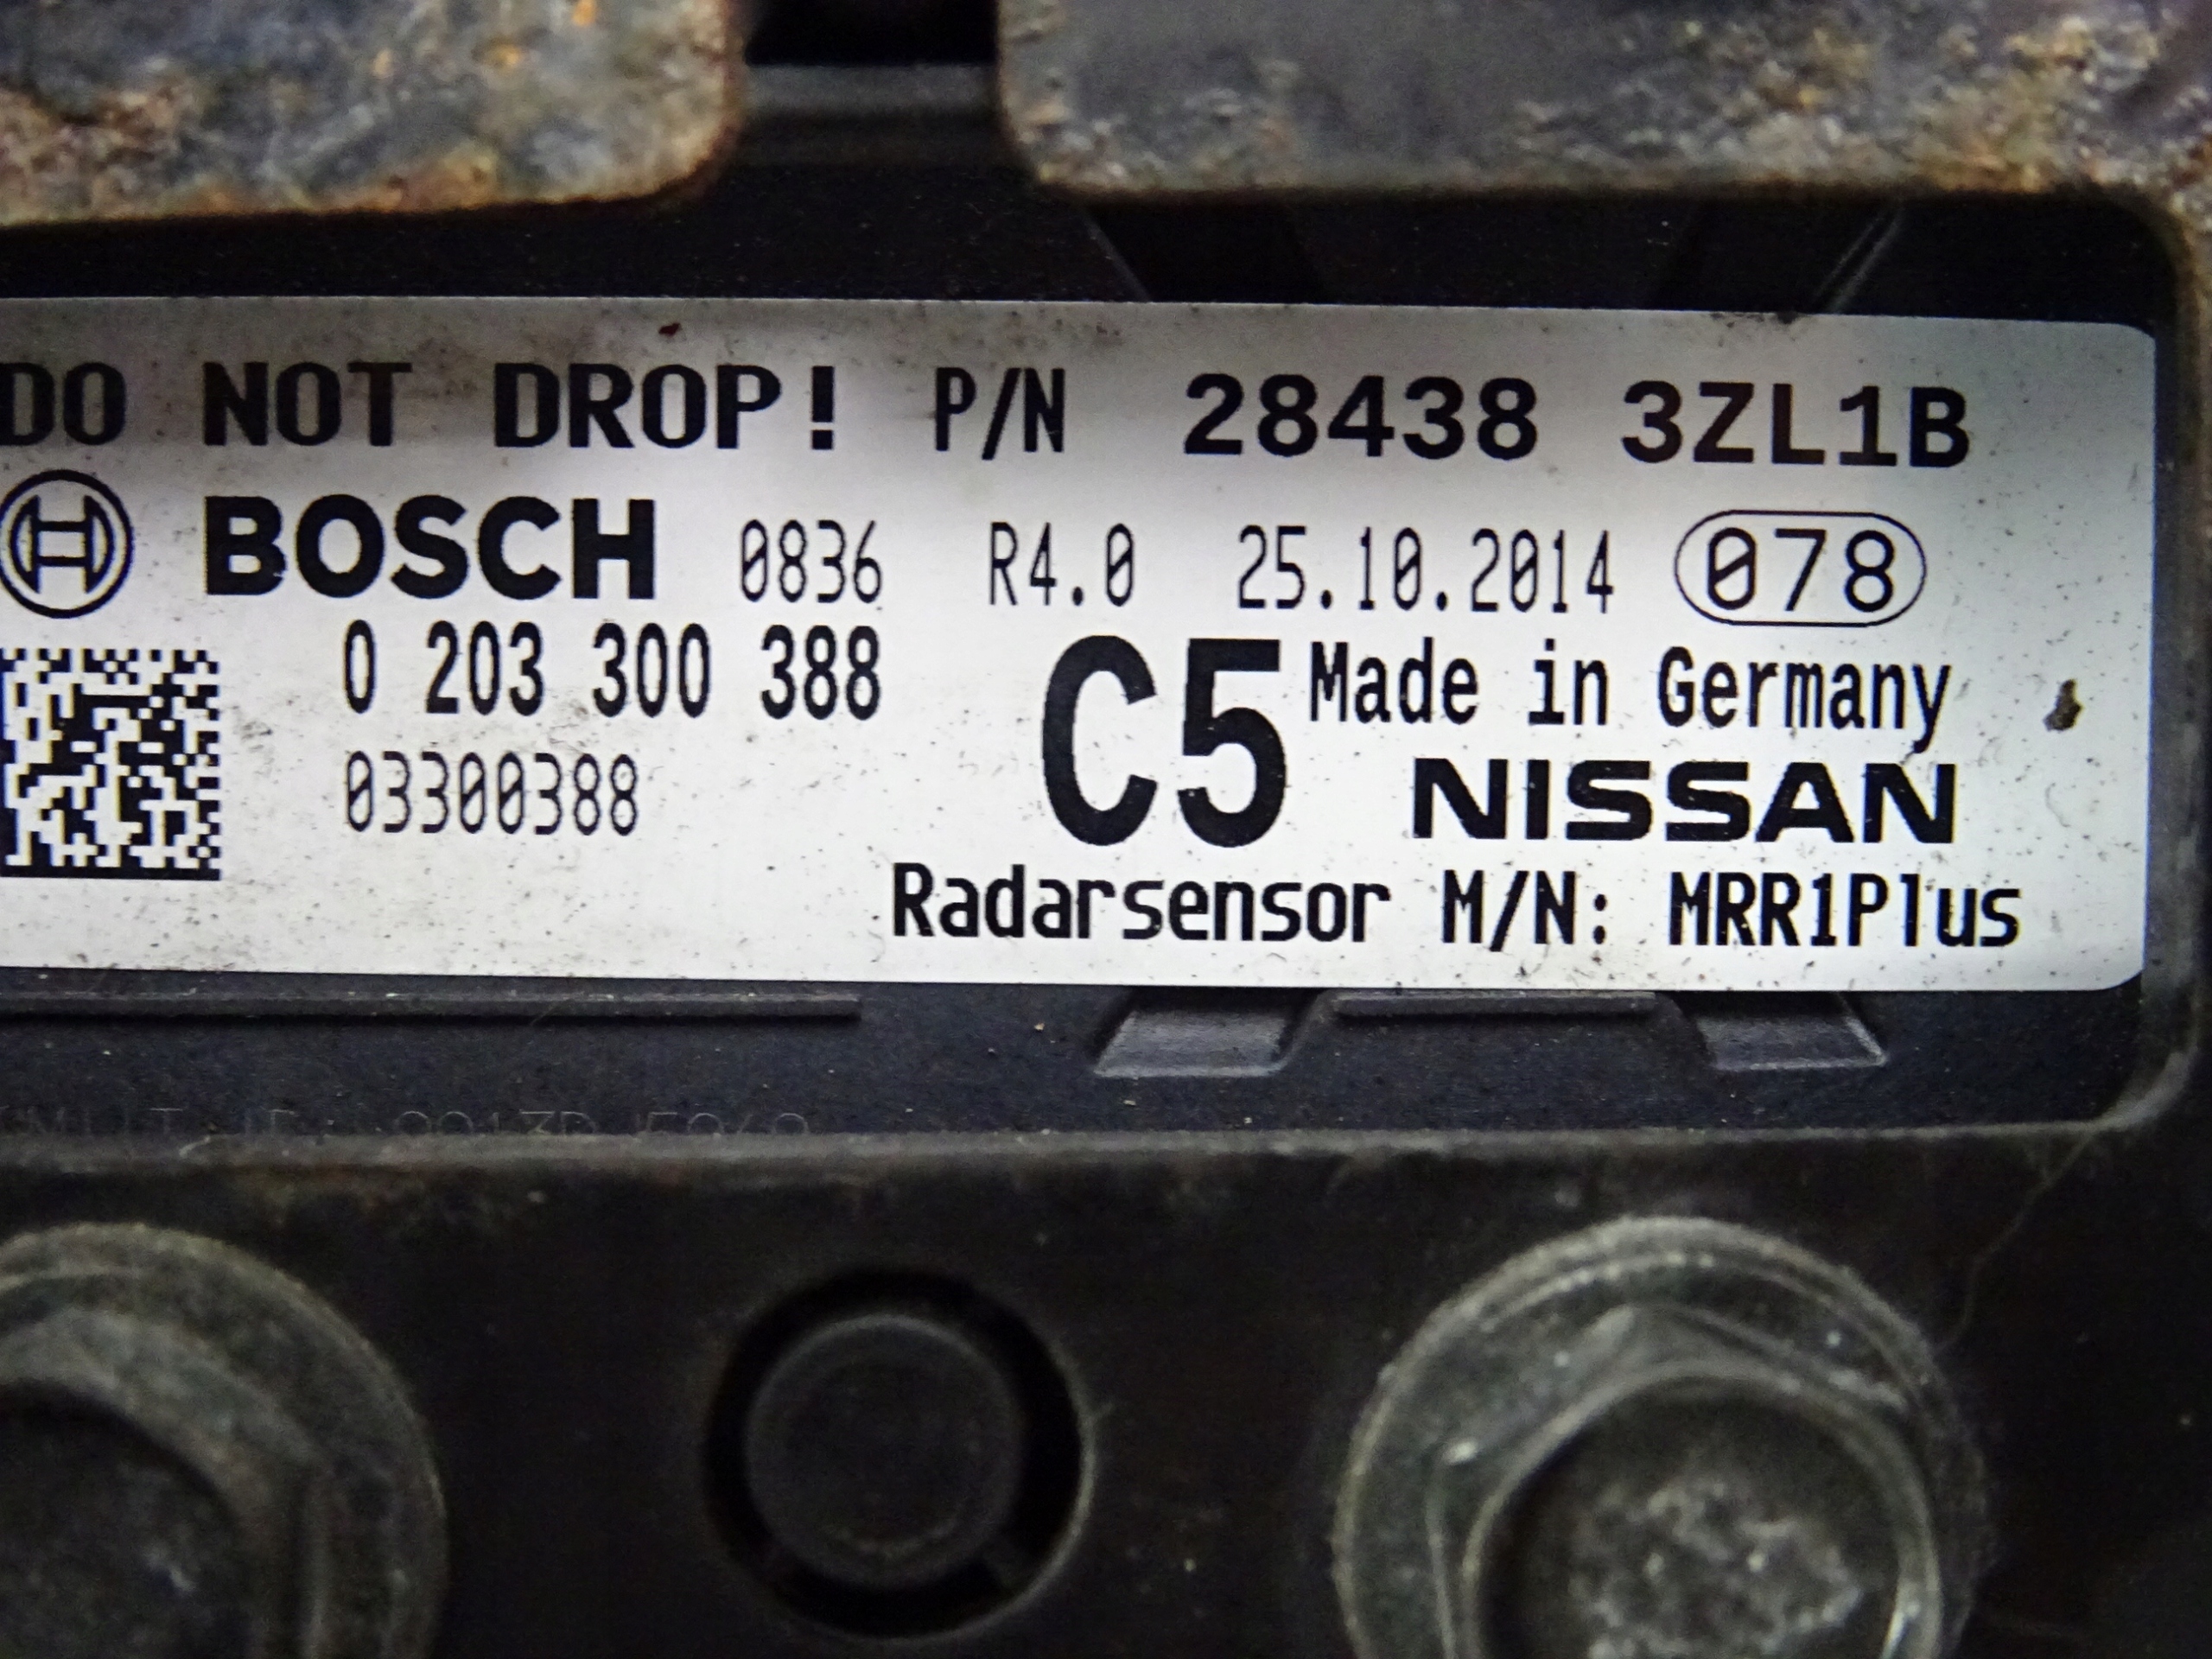 DO NOT DROP! P/N 28438 3ZL1B
BOSCH 0836 R4.0 25.10.2014 078
0 203 300 388 C5 Made in Germany
03300388 NISSAN
Radarsensor M/N: MRR1Plus